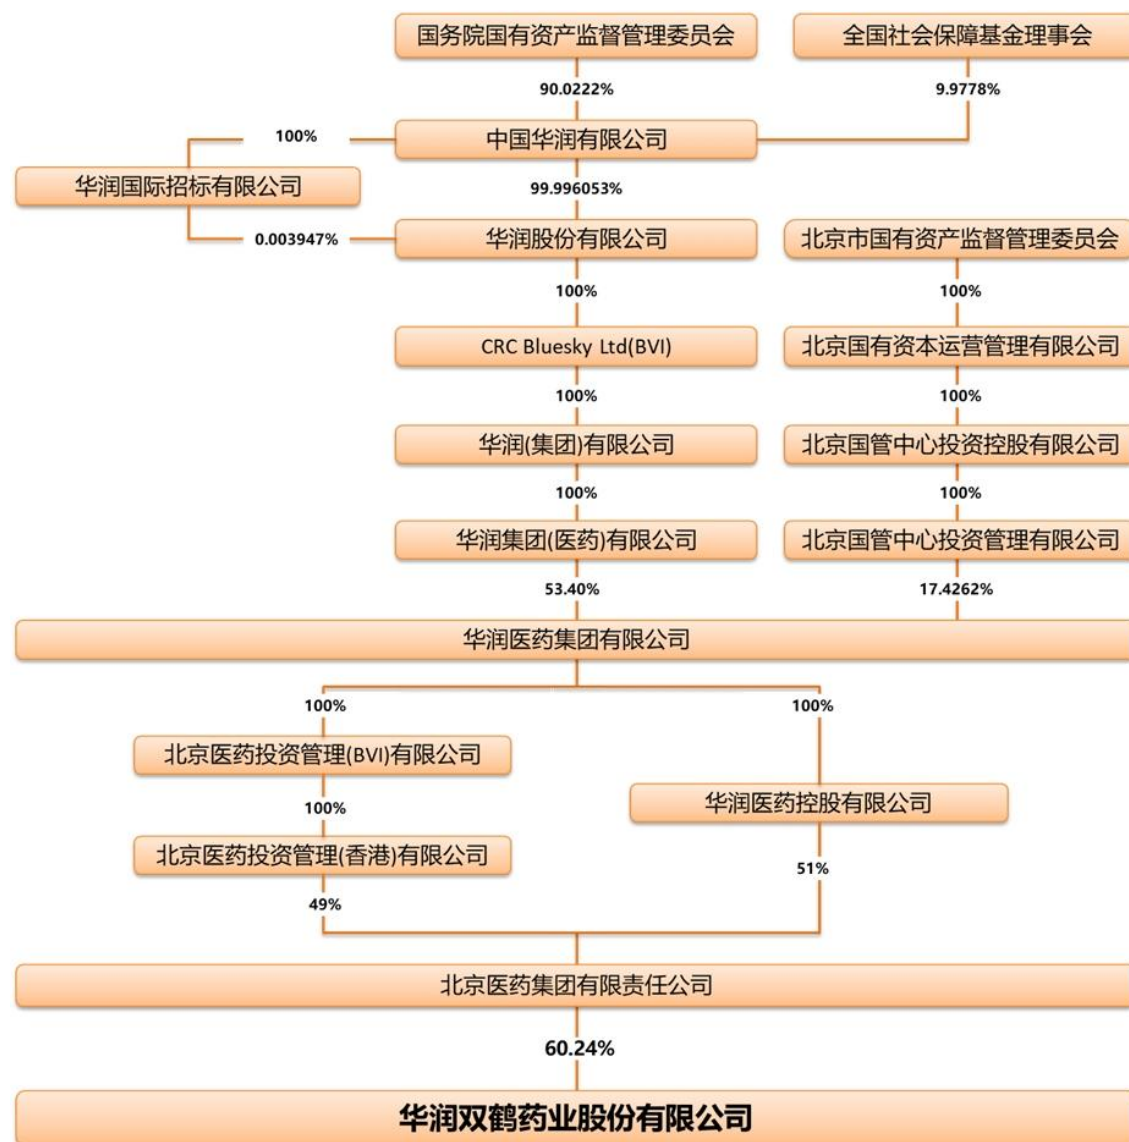 国务院国有资产监督管理委员会
全国社会保障基金理事会
90.0222%
9.9778%
100%
中国华润有限公司
华润国际招标有限公司
99.996053%
0.003947%
华润股份有限公司
北京市国有资产监督管理委员会
100%
100%
CRC Bluesky Ltd(BVI)
北京国有资本运营管理有限公司
100%
100%
华润(集团)有限公司
北京国管中心投资控股有限公司
100%
100%
华润集团(医药)有限公司
北京国管中心投资管理有限公司
53.40%
17.4262%
华润医药集团有限公司
100%
100%
北京医药投资管理(BVI)有限公司
华润医药控股有限公司
100%
北京医药投资管理(香港)有限公司
51%
49%
北京医药集团有限责任公司
60.24%
华润双鹤药业股份有限公司